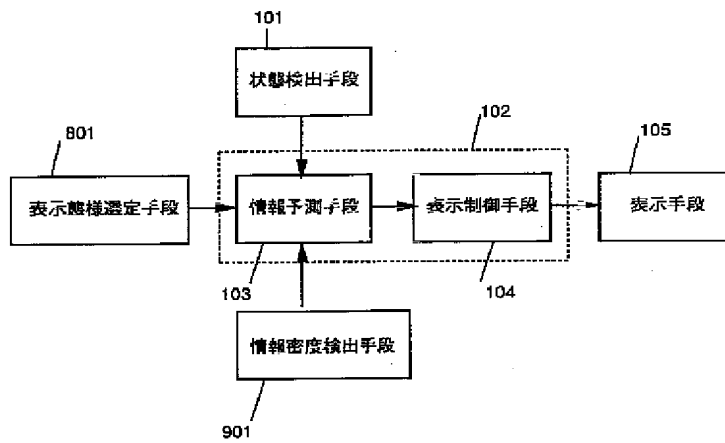 101
状態検出手段
102
801
105
表示態様選定手段
情報予測手段
表示制御手段
表示手段
103
104
情報密度検出手段
901